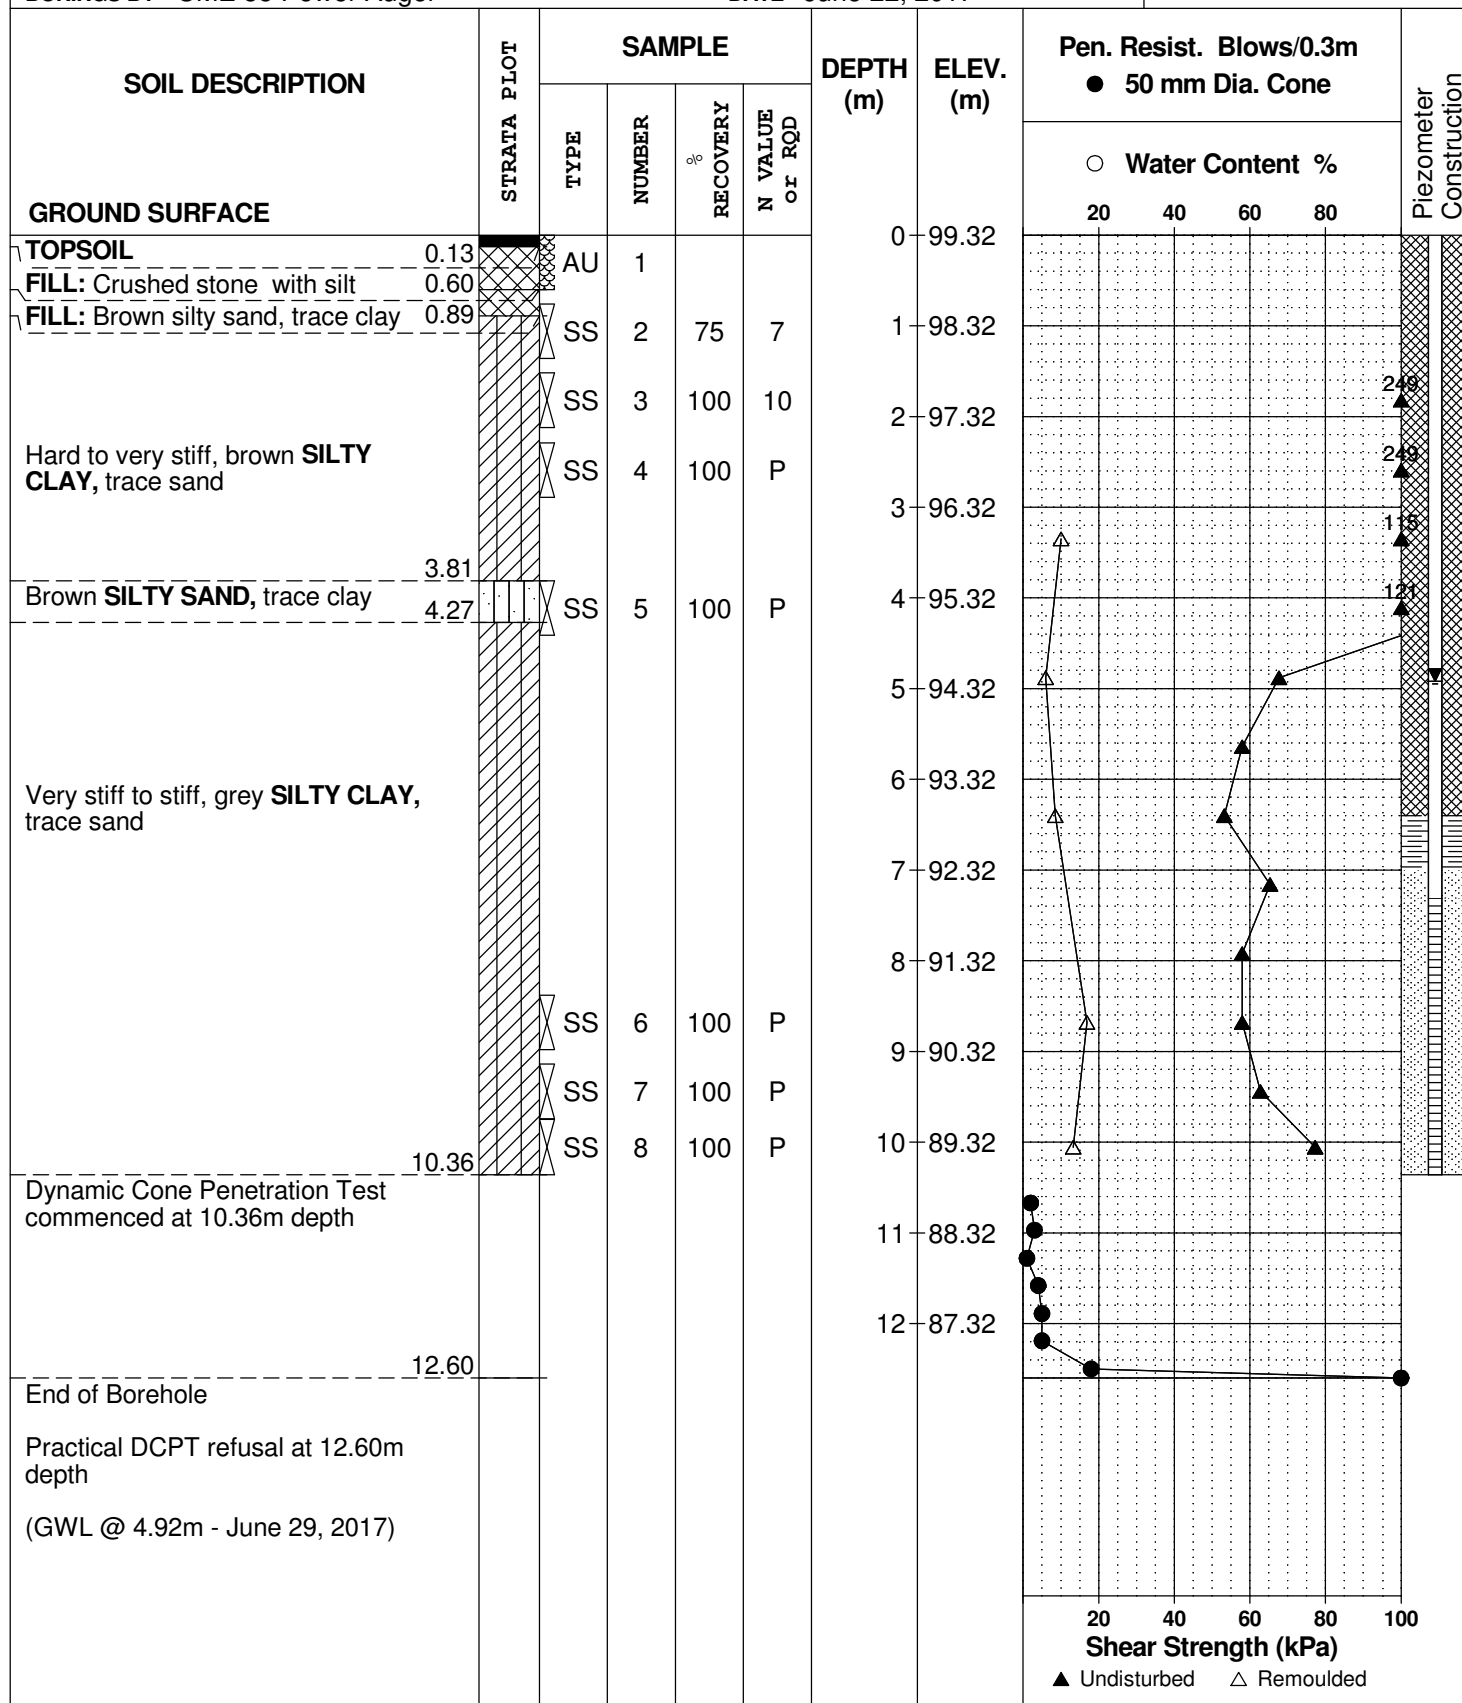 SOIL DESCRIPTION
GROUND SURFACE
STRATA PLOT
SAMPLE
TYPE
NUMBER
% RECOVERY
N VALUE or RQD
DEPTH (m)
ELEV. (m)
Pen. Resist. Blows/0.3m
● 50 mm Dia. Cone
○ Water Content %
20 40 60 80
Piezometer Construction
TOPSOIL 0.13
FILL: Crushed stone with silt 0.60
FILL: Brown silty sand, trace clay 0.89
Hard to very stiff, brown SILTY
CLAY, trace sand
3.81
Brown SILTY SAND, trace clay
4.27
Very stiff to stiff, grey SILTY CLAY,
trace sand
10.36
Dynamic Cone Penetration Test
commenced at 10.36m depth
12.60
End of Borehole
Practical DCPT refusal at 12.60m
depth
(GWL @ 4.92m - June 29, 2017)
AU 1
SS 2 75 7
SS 3 100 10
SS 4 100 P
SS 5 100 P
SS 6 100 P
SS 7 100 P
SS 8 100 P
0 99.32
1 98.32
2 97.32
3 96.32
4 95.32
5 94.32
6 93.32
7 92.32
8 91.32
9 90.32
10 89.32
11 88.32
12 87.32
249
249
115
121
20 40 60 80 100
Shear Strength (kPa)
▲ Undisturbed △ Remoulded